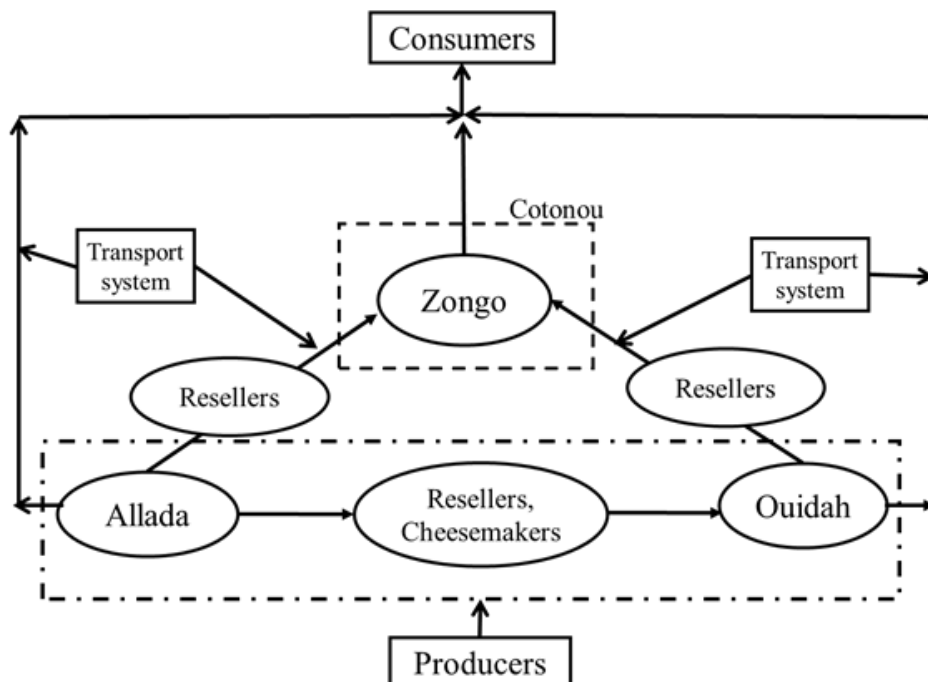 Consumers
Cotonou
Transport
system
Transport
system
Zongo
Resellers
Resellers
Allada
Resellers,
Cheesemakers
Ouidah
Producers